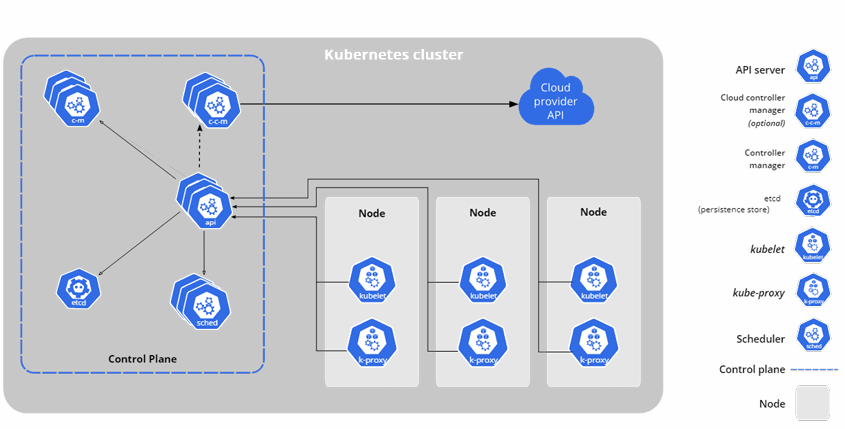 Kubernetes cluster
c-m
c-c-m
Cloud
provider
API
api
Node
Node
Node
etcd
sched
kubelet
kubelet
kubelet
k-proxy
k-proxy
k-proxy
Control Plane
API server
api
Cloud controller
manager
(optional)
c-c-m
Controller
manager
c-m
etcd
(persistence store)
etcd
kubelet
kubelet
kube-proxy
k-proxy
Scheduler
sched
Control plane
Node